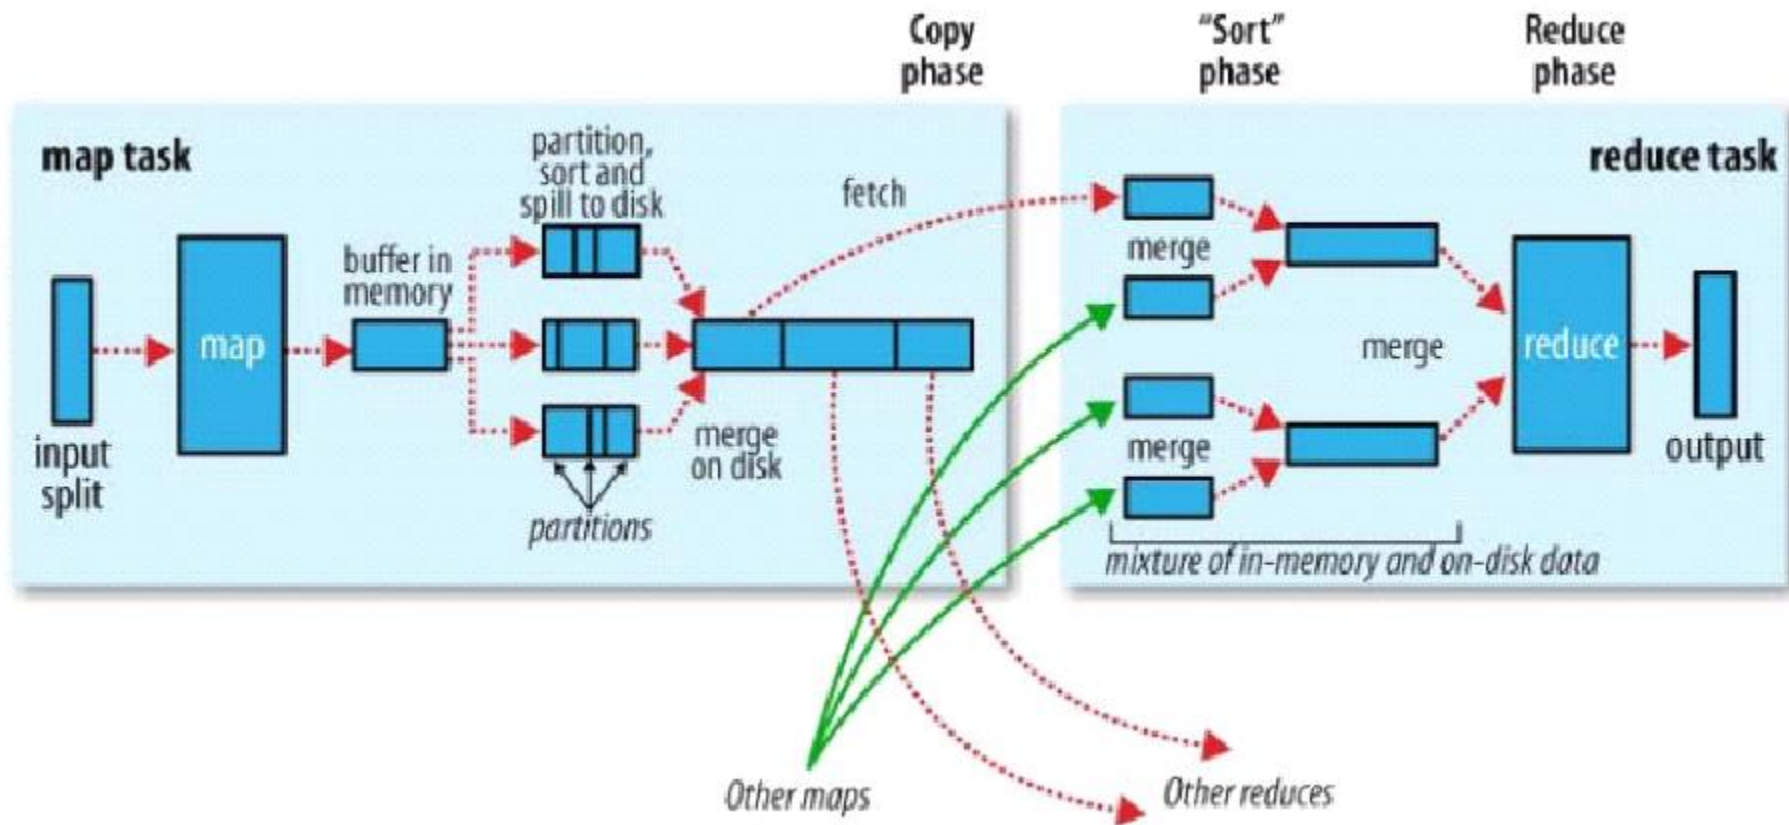 Copy
phase
“Sort”
phase
Reduce
phase
map task
partition,
sort and
spill to disk
fetch
reduce task
buffer in
memory
merge
map
merge
reduce
input
split
merge
on disk
merge
output
partitions
mixture of in-memory and on-disk data
Other maps
Other reduces